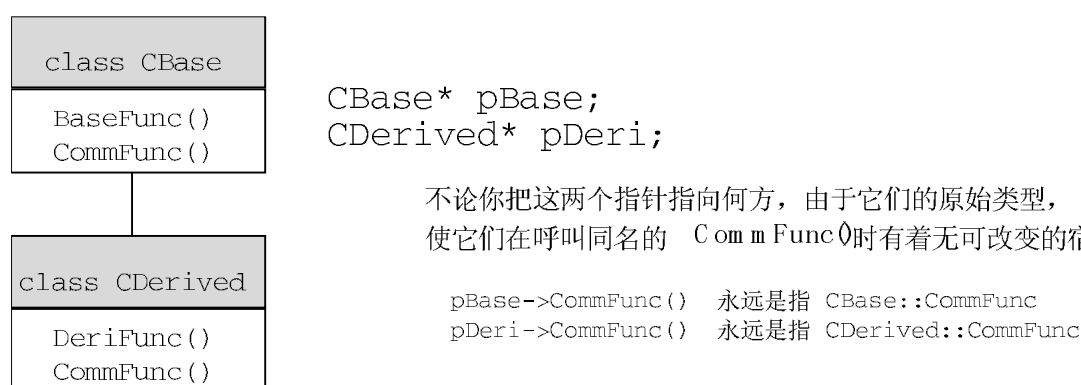 class CBase
BaseFunc()
CommFunc()
class CDerived
DeriFunc()
CommFunc()
CBase* pBase;
CDerived* pDeri;
不论你把这两个指针指向何方，由于它们的原始类型，
使它们在呼叫同名的 CommFunc()时有着无可改变的
pBase->CommFunc() 永远是指 CBase::CommFunc
pDeri->CommFunc() 永远是指 CDerived::CommFunc